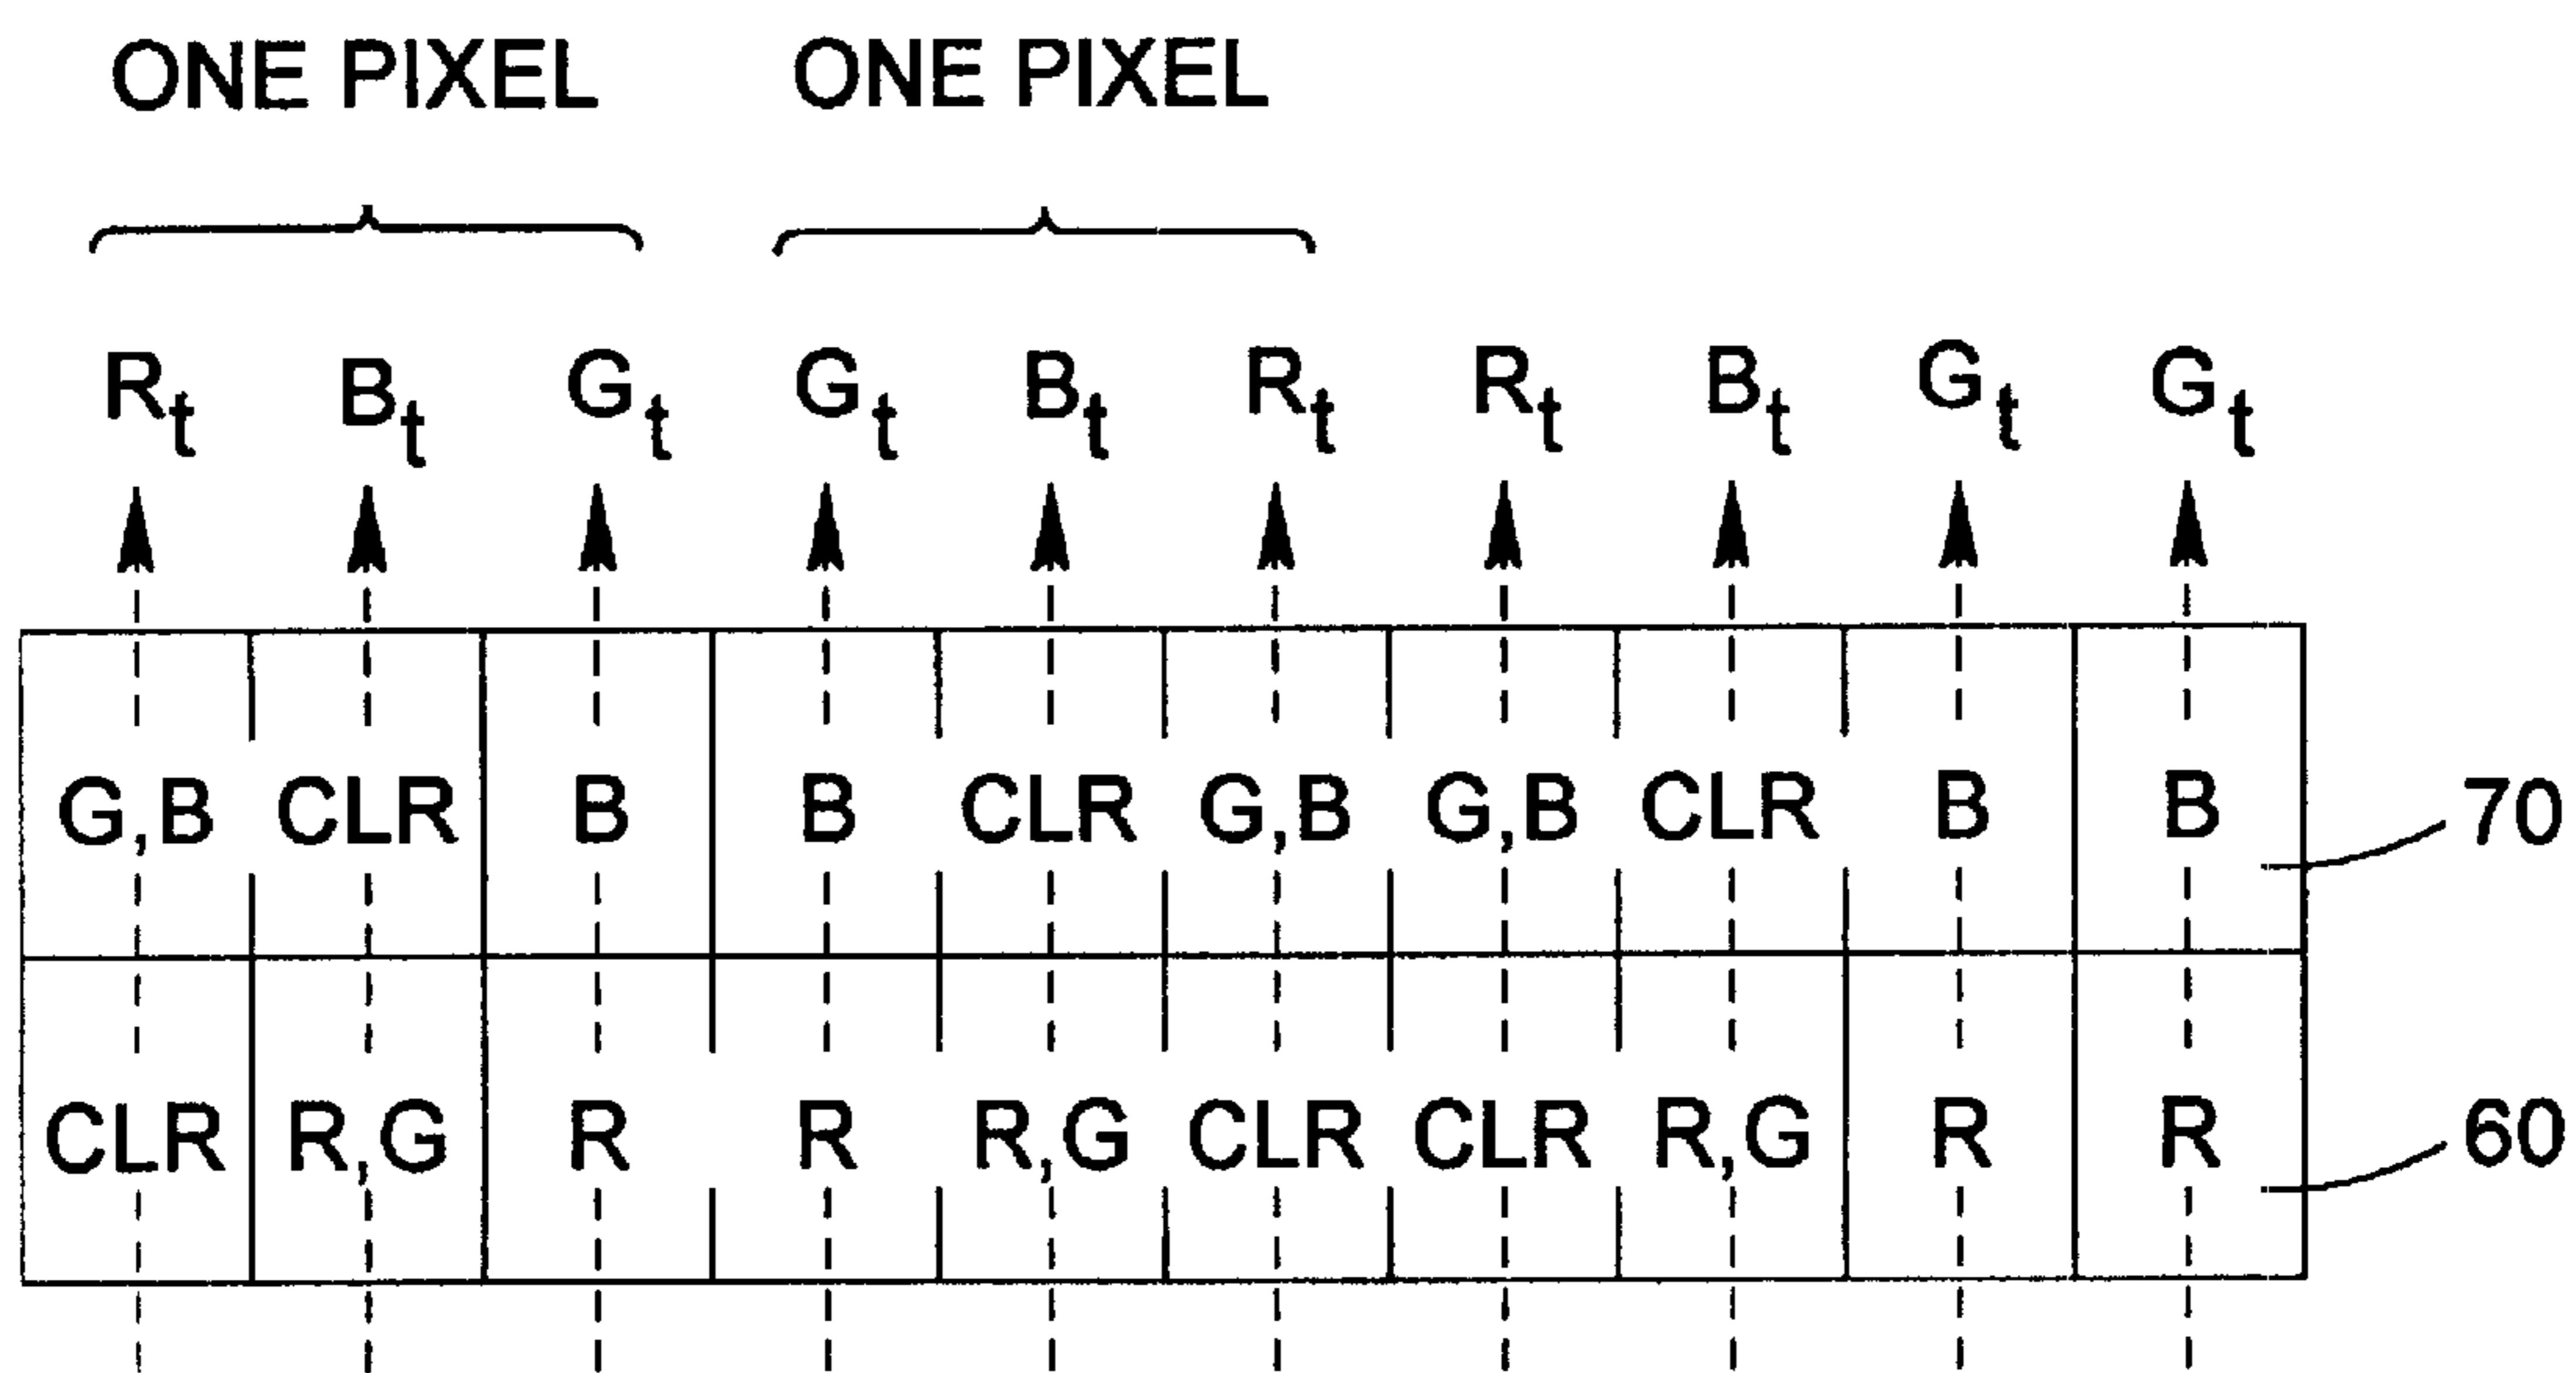 ONE PIXEL ONE PIXEL
Rt Bt Gt Gt Bt Rt Rt Bt Gt Gt
G,B CLR B B CLR G,B G,B CLR B B 70
CLR R,G R R R,G CLR CLR R,G R R 60